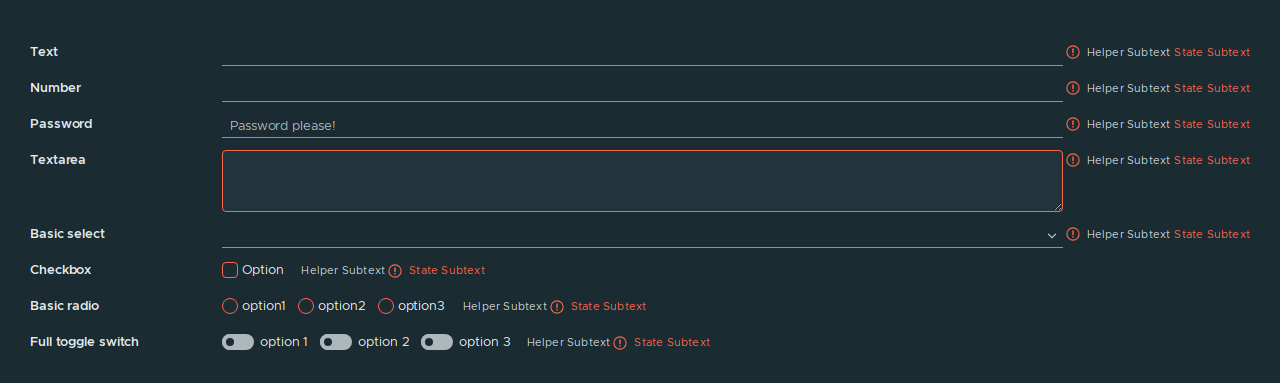 Text Helper Subtext State Subtext
Number Helper Subtext State Subtext
Password Password please! Helper Subtext State Subtext
Textarea Helper Subtext State Subtext
Basic select Helper Subtext State Subtext
Checkbox Option Helper Subtext State Subtext
Basic radio option1 option2 option3 Helper Subtext State Subtext
Full toggle switch option 1 option 2 option 3 Helper Subtext State Subtext